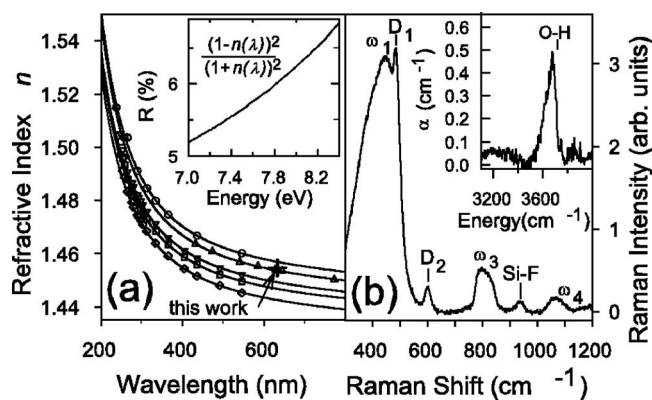 1.54
1.52
1.50
1.48
1.46
1.44
Refractive Index n
200
400
600
Wavelength (nm)
(a)
this work
(1-n(λ))²
(1+n(λ))²
R (%)
6
5
7.0
7.4
7.8
8.2
Energy (eV)
ω1
D1
D2
ω3
Si-F
ω4
(b)
O-H
α (cm⁻¹)
0.6
0.5
0.4
0.3
0.2
0.1
0.0
3200
3600
Energy(cm⁻¹)
400
600
800
1000
1200
Raman Shift (cm⁻¹)
3
2
1
0
Raman Intensity (arb. units)